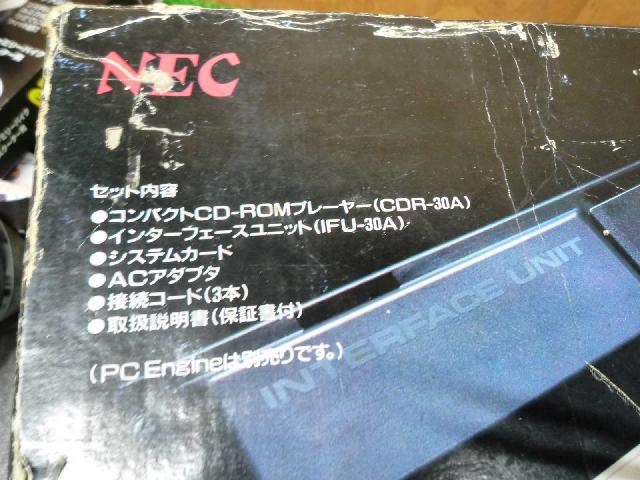 NEC
セット内容
●コンパクトCD-ROMプレーヤー(CDR-30A)
●インターフェースユニット(IFU-30A)
●システムカード
●ACアダプタ
●接続コード(3本)
●取扱説明書(保証書付)
(PC Engineは別売りです。)
INTERFACE UNIT